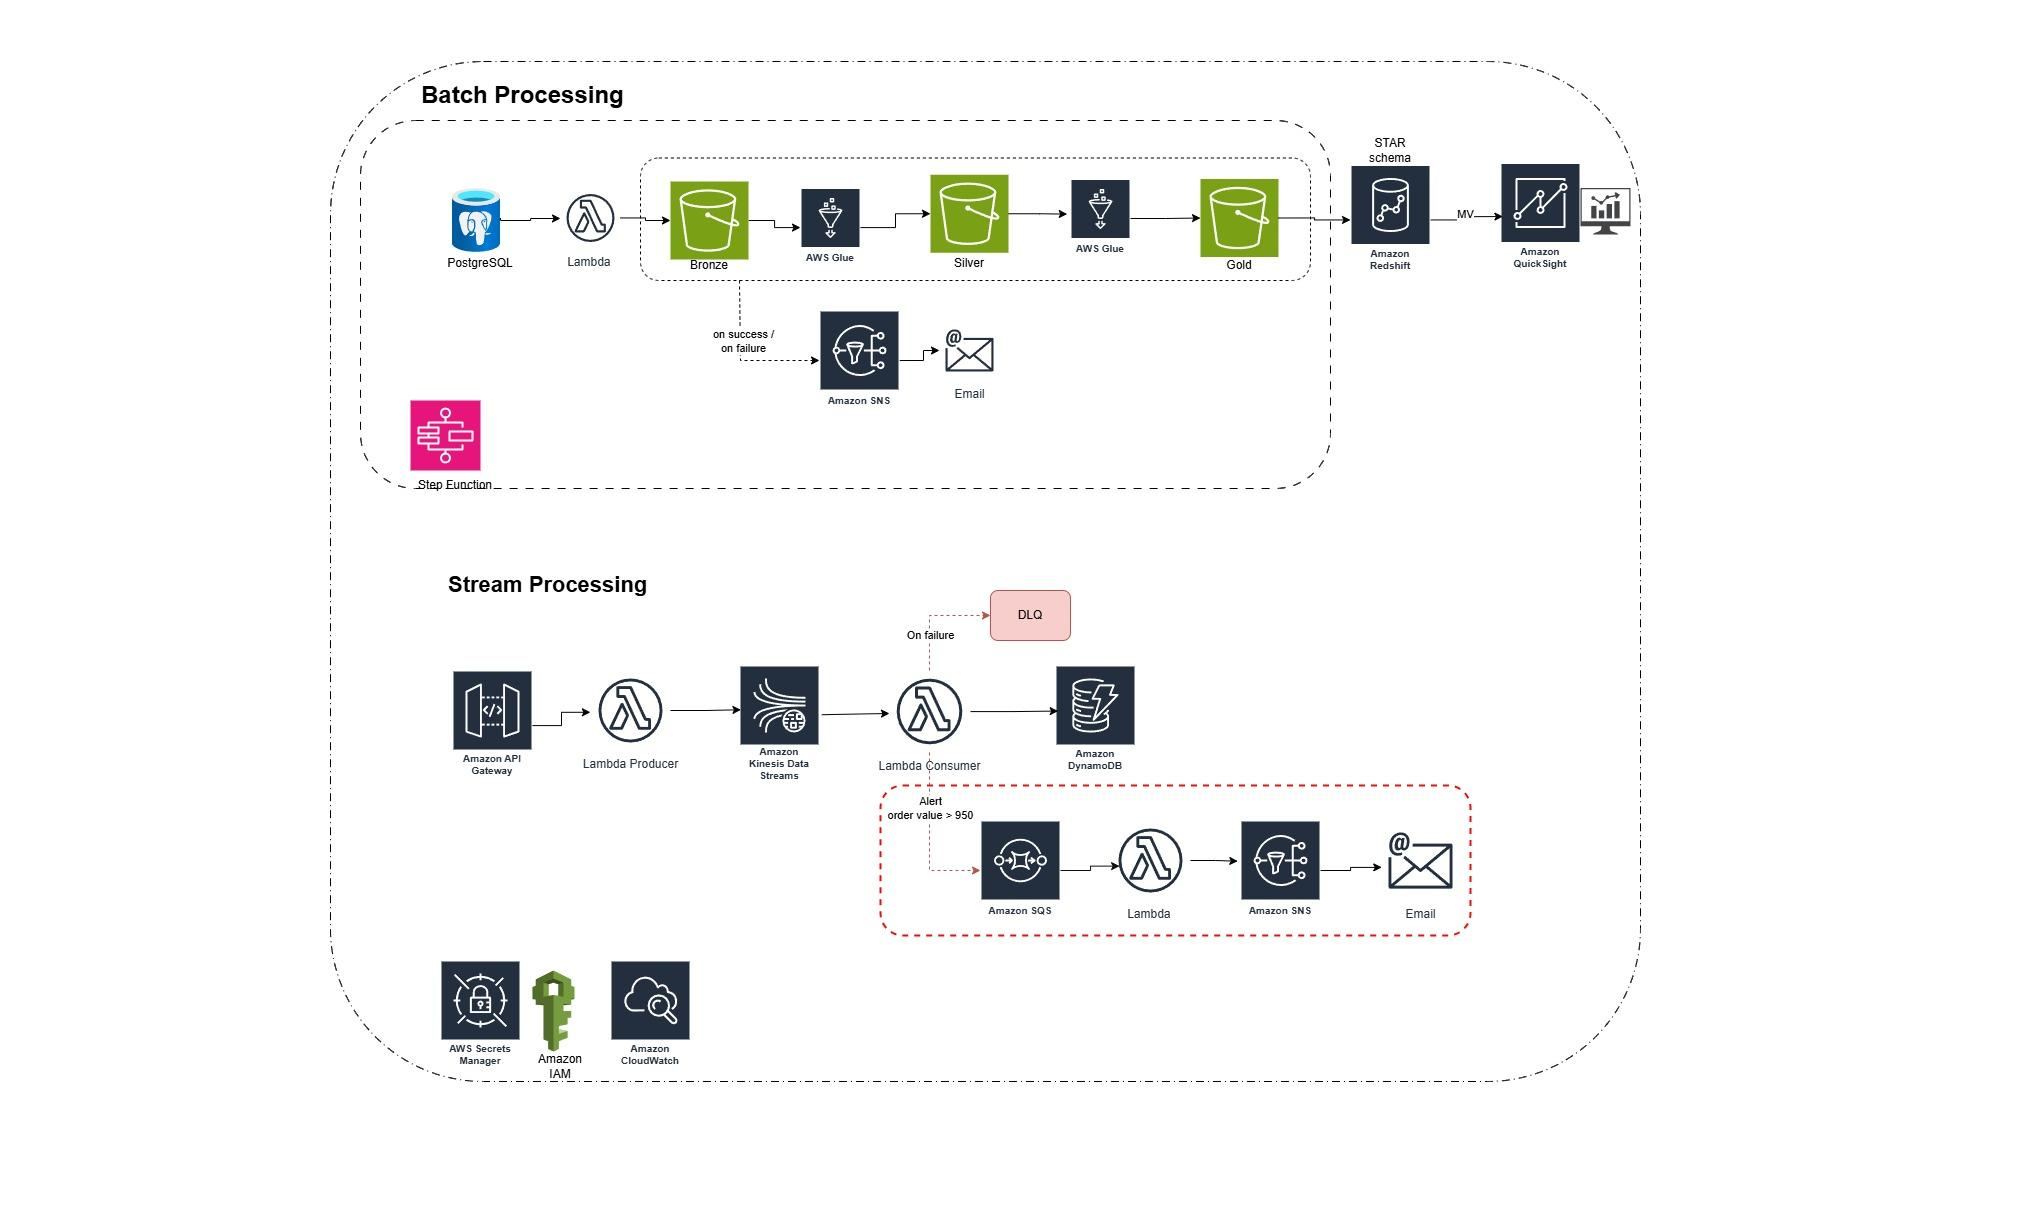 Batch Processing
STAR
schema
MV
PostgreSQL
Lambda
Bronze
AWS Glue
Silver
AWS Glue
Gold
Amazon
Redshift
Amazon
QuickSight
on success /
on failure
Amazon SNS
Email
Step Function
Stream Processing
DLQ
On failure
Amazon API
Gateway
Lambda Producer
Amazon
Kinesis Data
Streams
Lambda Consumer
Amazon
DynamoDB
Alert
order value > 950
Amazon SQS
Lambda
Amazon SNS
Email
AWS Secrets
Manager
Amazon
IAM
Amazon
CloudWatch